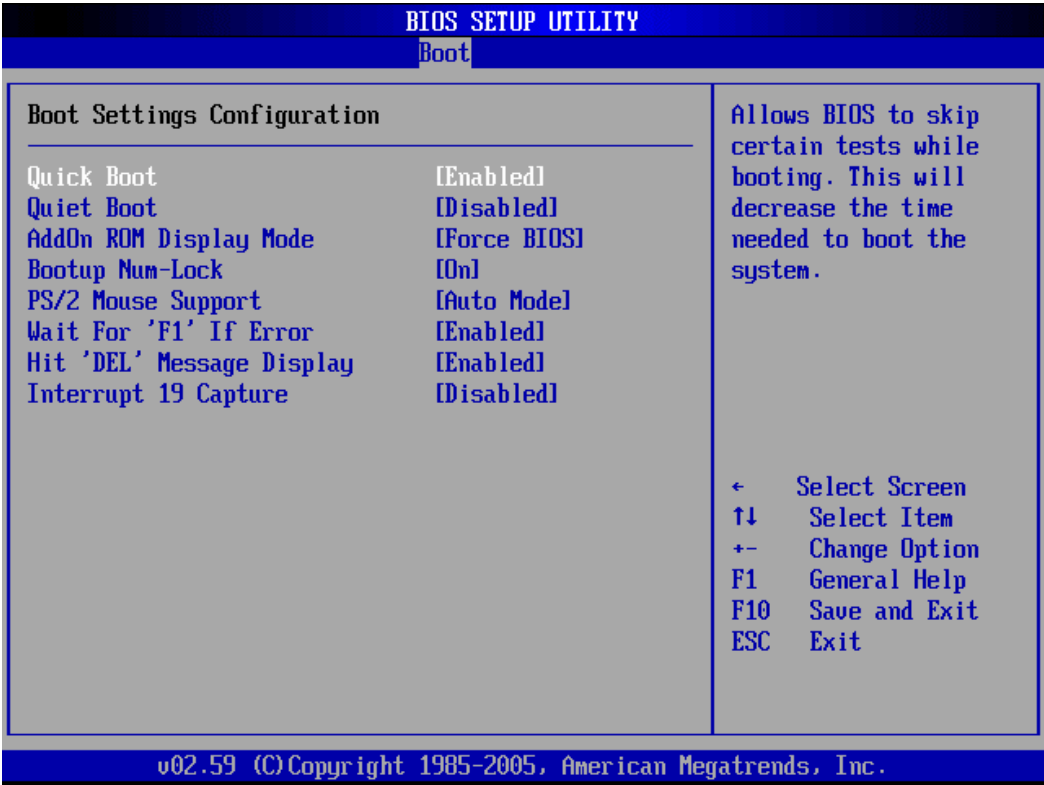 BIOS SETUP UTILITY
Boot
Boot Settings Configuration
Quick Boot [Enabled]
Quiet Boot [Disabled]
AddOn ROM Display Mode [Force BIOS]
Bootup Num-Lock [On]
PS/2 Mouse Support [Auto Mode]
Wait For 'F1' If Error [Enabled]
Hit 'DEL' Message Display [Enabled]
Interrupt 19 Capture [Disabled]
Allows BIOS to skip
certain tests while
booting. This will
decrease the time
needed to boot the
system.
← Select Screen
↑↓ Select Item
+- Change Option
F1 General Help
F10 Save and Exit
ESC Exit
v02.59 (C)Copyright 1985-2005, American Megatrends, Inc.